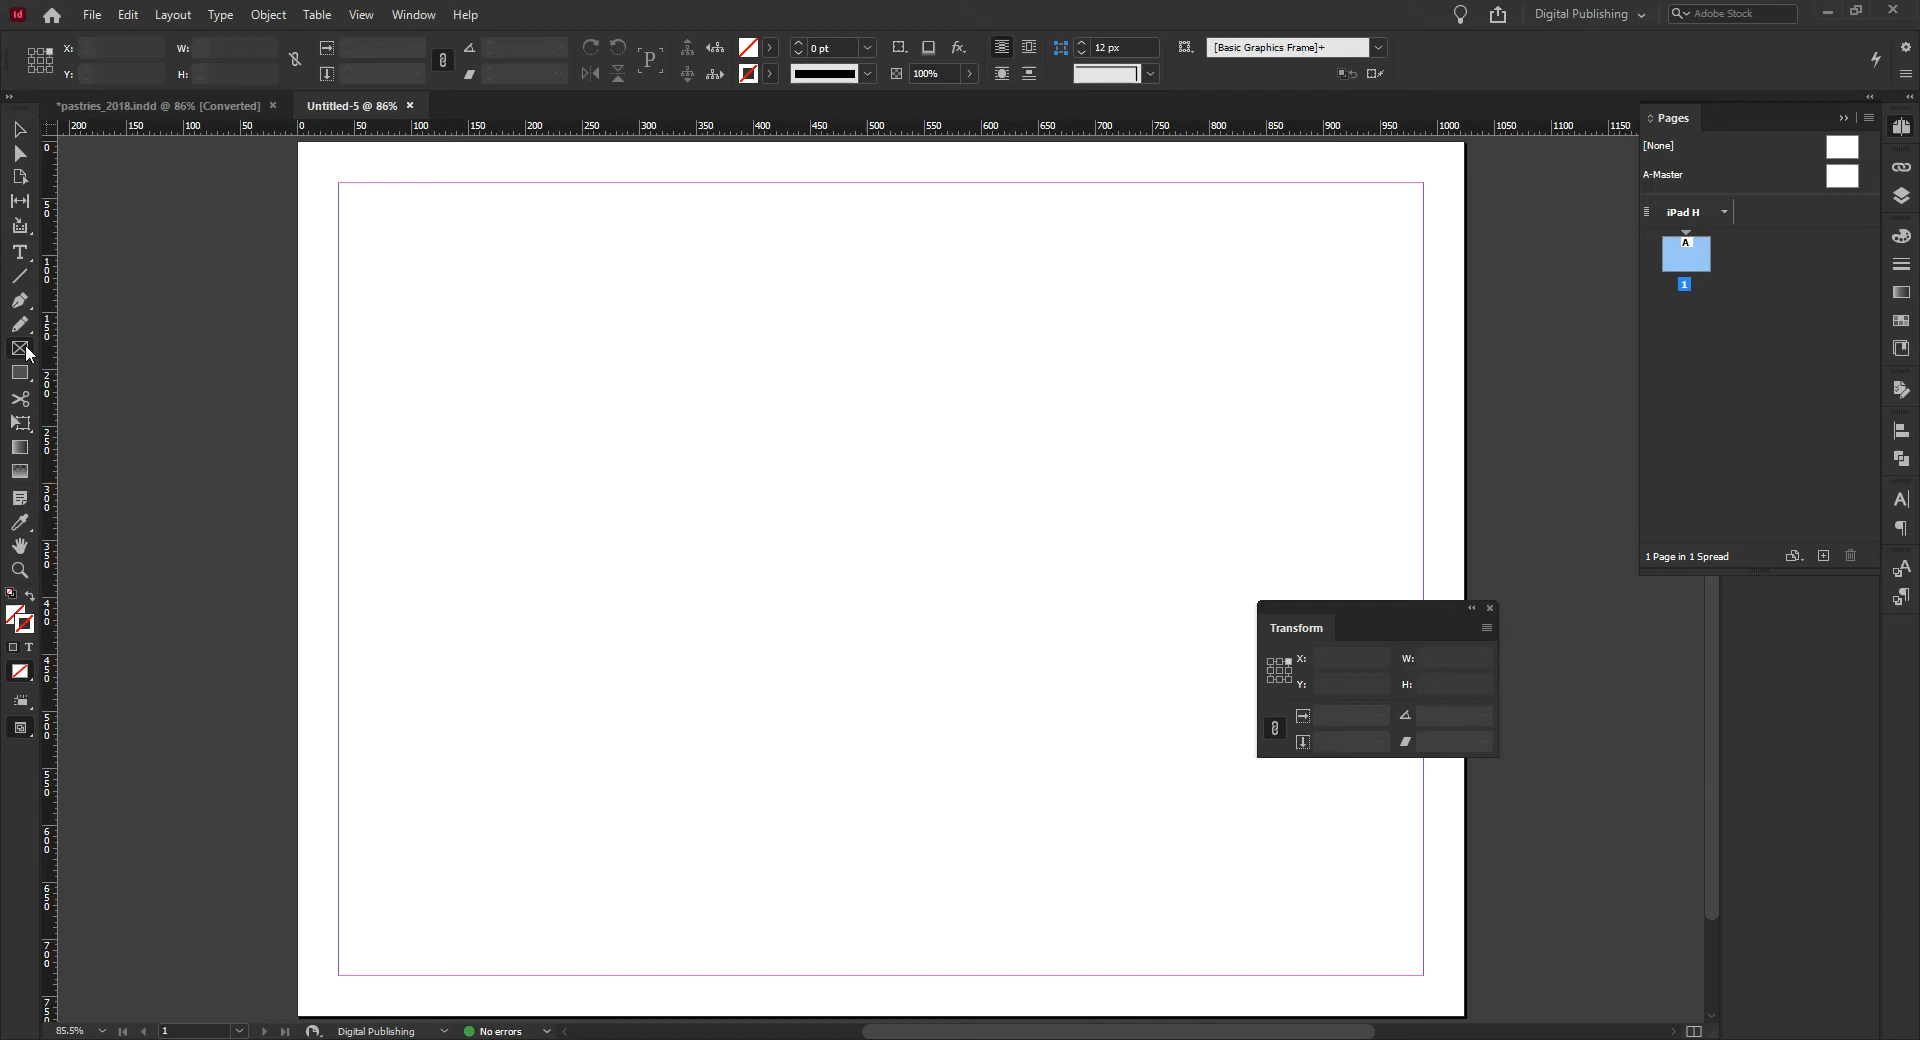 Id File Edit Layout Type Object Table View Window Help Digital Publishing Adobe Stock
X: W: P 0 pt fx. 12 px [Basic Graphics Frame]+
Y: H: 100%
*pastries_2018.indd @ 86% [Converted] × Untitled-5 @ 86% ×
200 150 100 50 0 50 100 150 200 250 300 350 400 450 500 550 600 650 700 750 800 850 900 950 1000 1050 1100 1150
0
50
100
150
200
250
300
350
400
450
500
550
600
650
700
750
T
T
Pages
[None]
A-Master
iPad H
A
1
1 Page in 1 Spread
A
A
Transform
X: W:
Y: H:
85.5% 1 Digital Publishing No errors